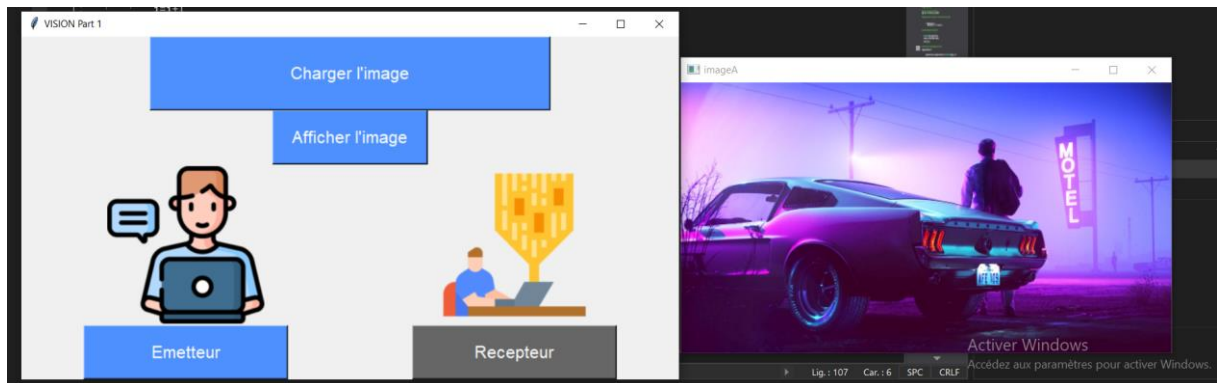 VISION Part 1
Charger l'image
Afficher l'image
Emetteur
Recepteur
imageA
MOTEL
Activer Windows
Accédez aux paramètres pour activer Windows.
Lig. : 107 Car. : 6 SPC CRLF